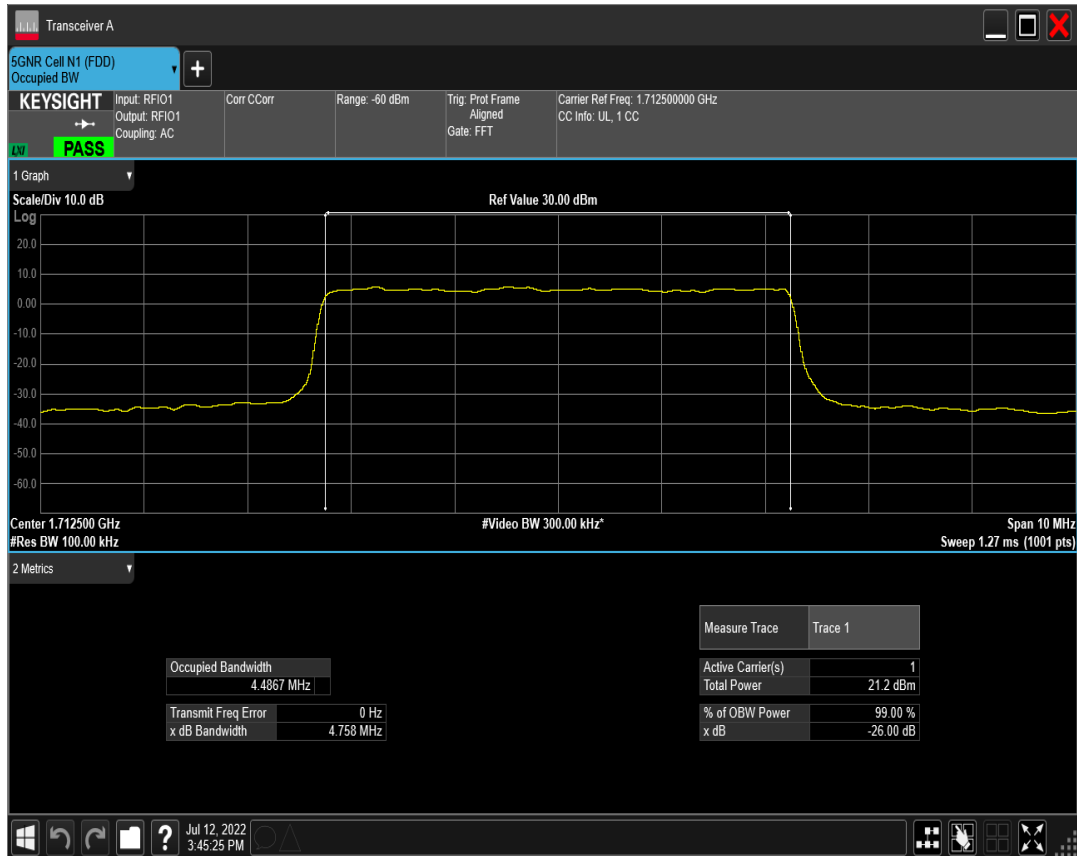 Transceiver A
5GNR Cell N1 (FDD)
Occupied BW
+
KEYSIGHT
LXI
PASS
Input: RFIO1
Output: RFIO1
Coupling: AC
Corr CCorr
Range: -60 dBm
Trig: Prot Frame
Aligned
Gate: FFT
Carrier Ref Freq: 1.712500000 GHz
CC Info: UL, 1 CC
1 Graph
Scale/Div 10.0 dB
Ref Value 30.00 dBm
Log
20.0
10.0
0.00
-10.0
-20.0
-30.0
-40.0
-50.0
-60.0
Center 1.712500 GHz
#Video BW 300.00 kHz*
Span 10 MHz
#Res BW 100.00 kHz
Sweep 1.27 ms (1001 pts)
2 Metrics
Measure Trace Trace 1
Occupied Bandwidth
4.4867 MHz
Active Carrier(s) 1
Total Power 21.2 dBm
Transmit Freq Error 0 Hz
x dB Bandwidth 4.758 MHz
% of OBW Power 99.00 %
x dB -26.00 dB
?
Jul 12, 2022
3:45:25 PM